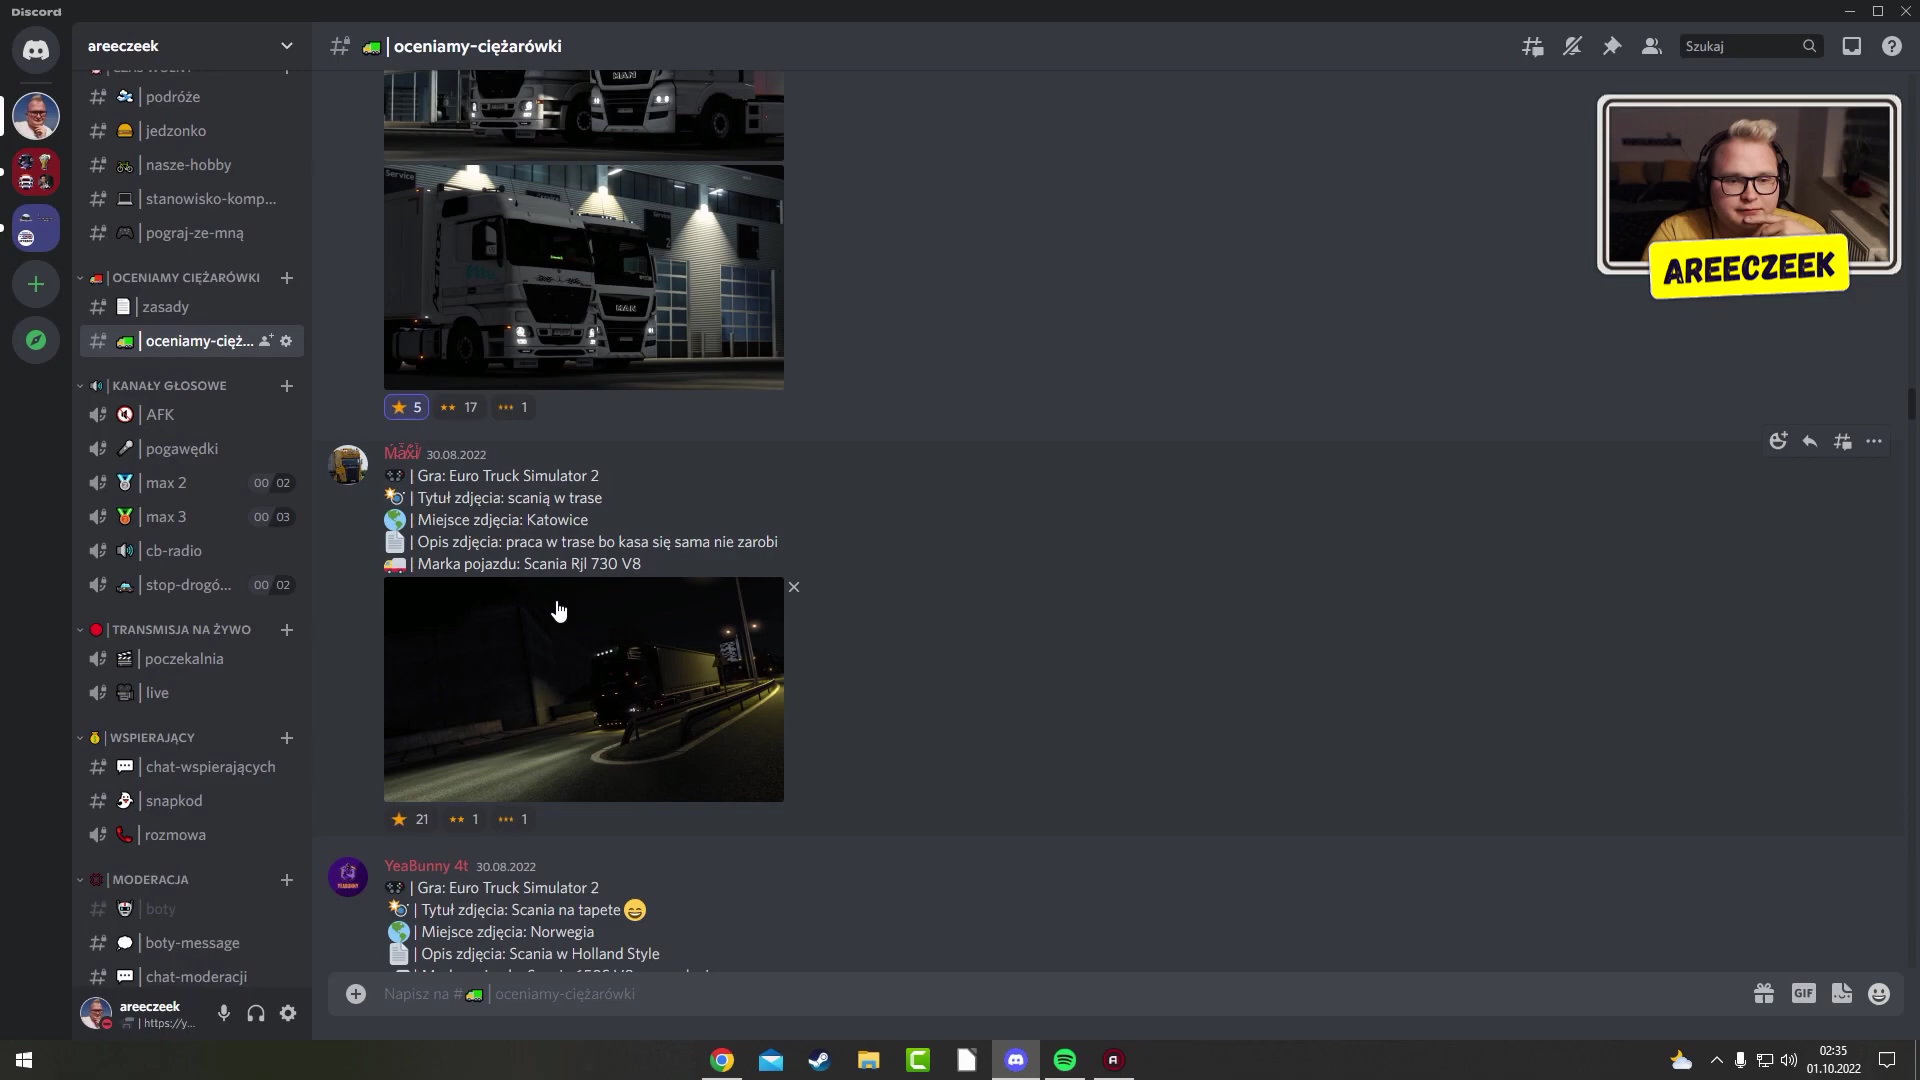 Discord
areeczeek
| podróże
| jedzonko
| nasze-hobby
| stanowisko-komp...
| pograj-ze-mną
| OCENIAMY CIĘŻARÓWKI
| zasady
| oceniamy-cięż...
| KANAŁY GŁOSOWE
| AFK
| pogawędki
| max 2 00 02
| max 3 00 03
| cb-radio
| stop-drogó... 00 02
| TRANSMISJA NA ŻYWO
| poczekalnia
| live
| WSPIERAJĄCY
| chat-wspierających
| snapkod
| rozmowa
| MODERACJA
| boty
| boty-message
| chat-moderacji
areeczeek
| https://y...
| oceniamy-ciężarówki
Szukaj
AREECZEEK
MAN
Service
MAN
5 17 1
Maxi 30.08.2022
| Gra: Euro Truck Simulator 2
| Tytuł zdjęcia: scanią w trase
| Miejsce zdjęcia: Katowice
| Opis zdjęcia: praca w trase bo kasa się sama nie zarobi
| Marka pojazdu: Scania Rjl 730 V8
21 1 1
YeaBunny 4t 30.08.2022
| Gra: Euro Truck Simulator 2
| Tytuł zdjęcia: Scania na tapete
| Miejsce zdjęcia: Norwegia
| Opis zdjęcia: Scania w Holland Style
Napisz na # | oceniamy-ciężarówki
GIF
02:35
01.10.2022